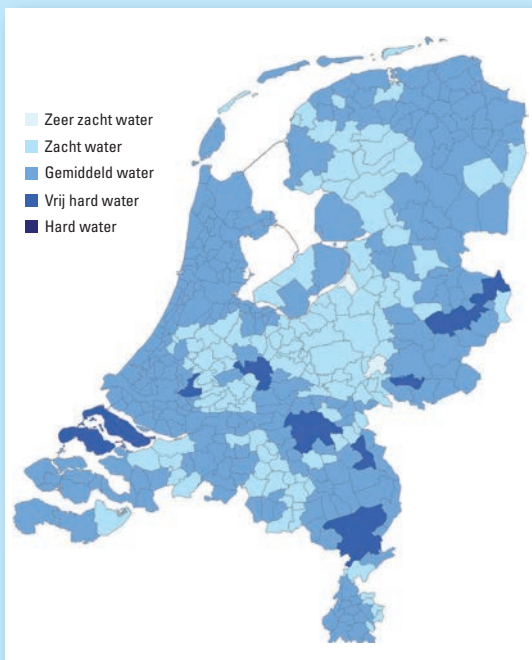 Zeer zacht water
Zacht water
Gemiddeld water
Vrij hard water
Hard water